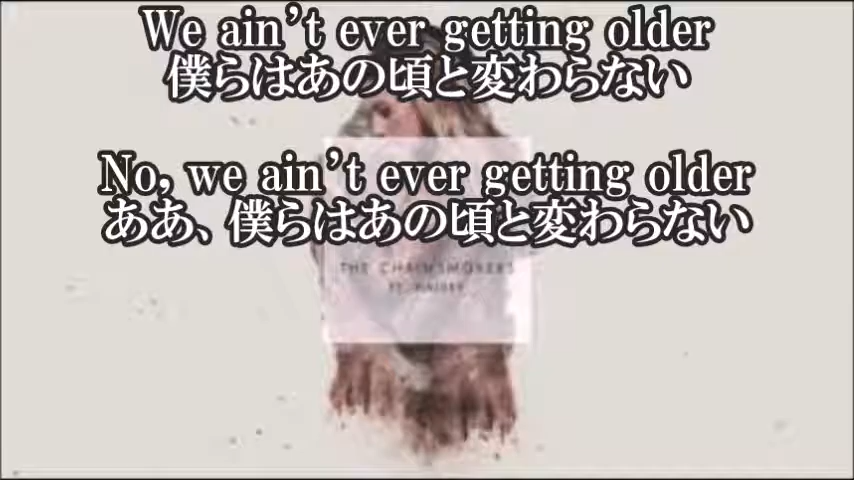 We ain't ever getting older
僕らはあの頃と変わらない
No, we ain't ever getting older
ああ、僕らはあの頃と変わらない
THE CHAINSMOKERS
FT. HALSEY